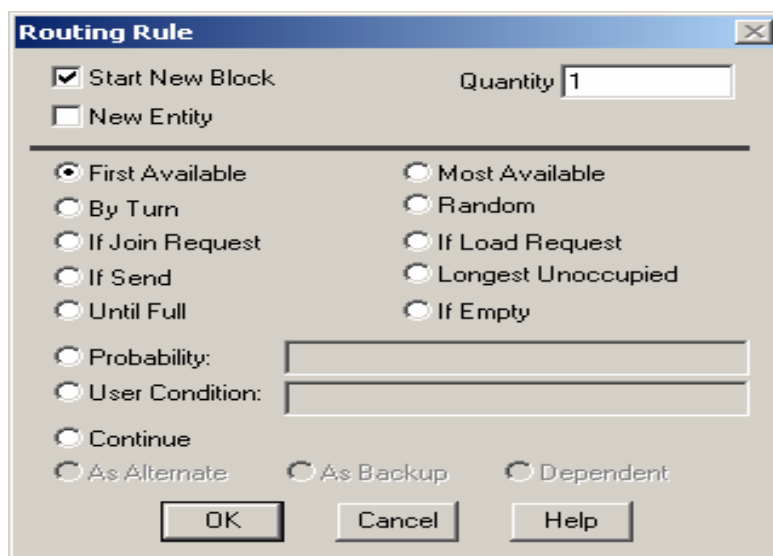 Routing Rule
Start New Block Quantity 1
New Entity
First Available Most Available
By Turn Random
If Join Request If Load Request
If Send Longest Unoccupied
Until Full If Empty
Probability:
User Condition:
Continue
As Alternate As Backup Dependent
OK Cancel Help